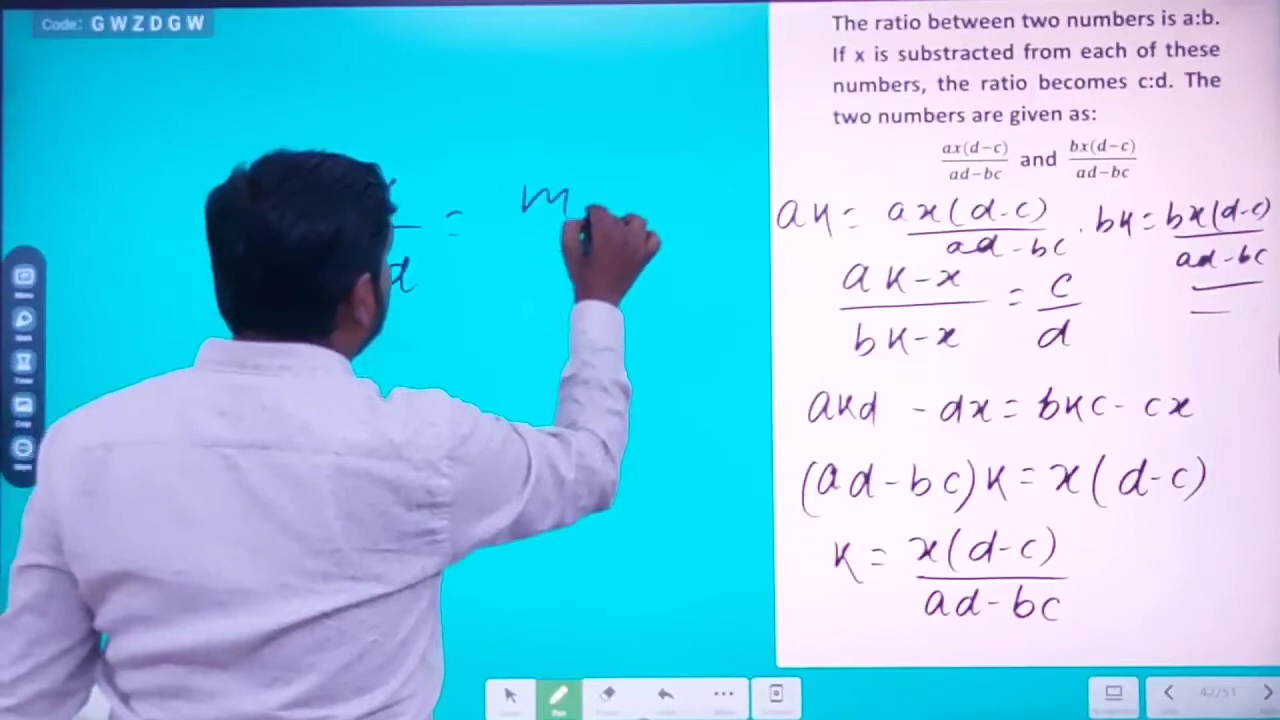 Code: G W Z D G W
The ratio between two numbers is a:b.
If x is substracted from each of these
numbers, the ratio becomes c:d. The
two numbers are given as:
ax(d−c)/ad−bc and bx(d−c)/ad−bc
ak = ax(d-c)/ad-bc . bk = bx(d-c)/ad-bc
ak-x/bk-x = c/d
akd - dx = bkc - cx
(ad-bc)k = x(d-c)
k = x(d-c)/ad-bc
= m
d
42/51